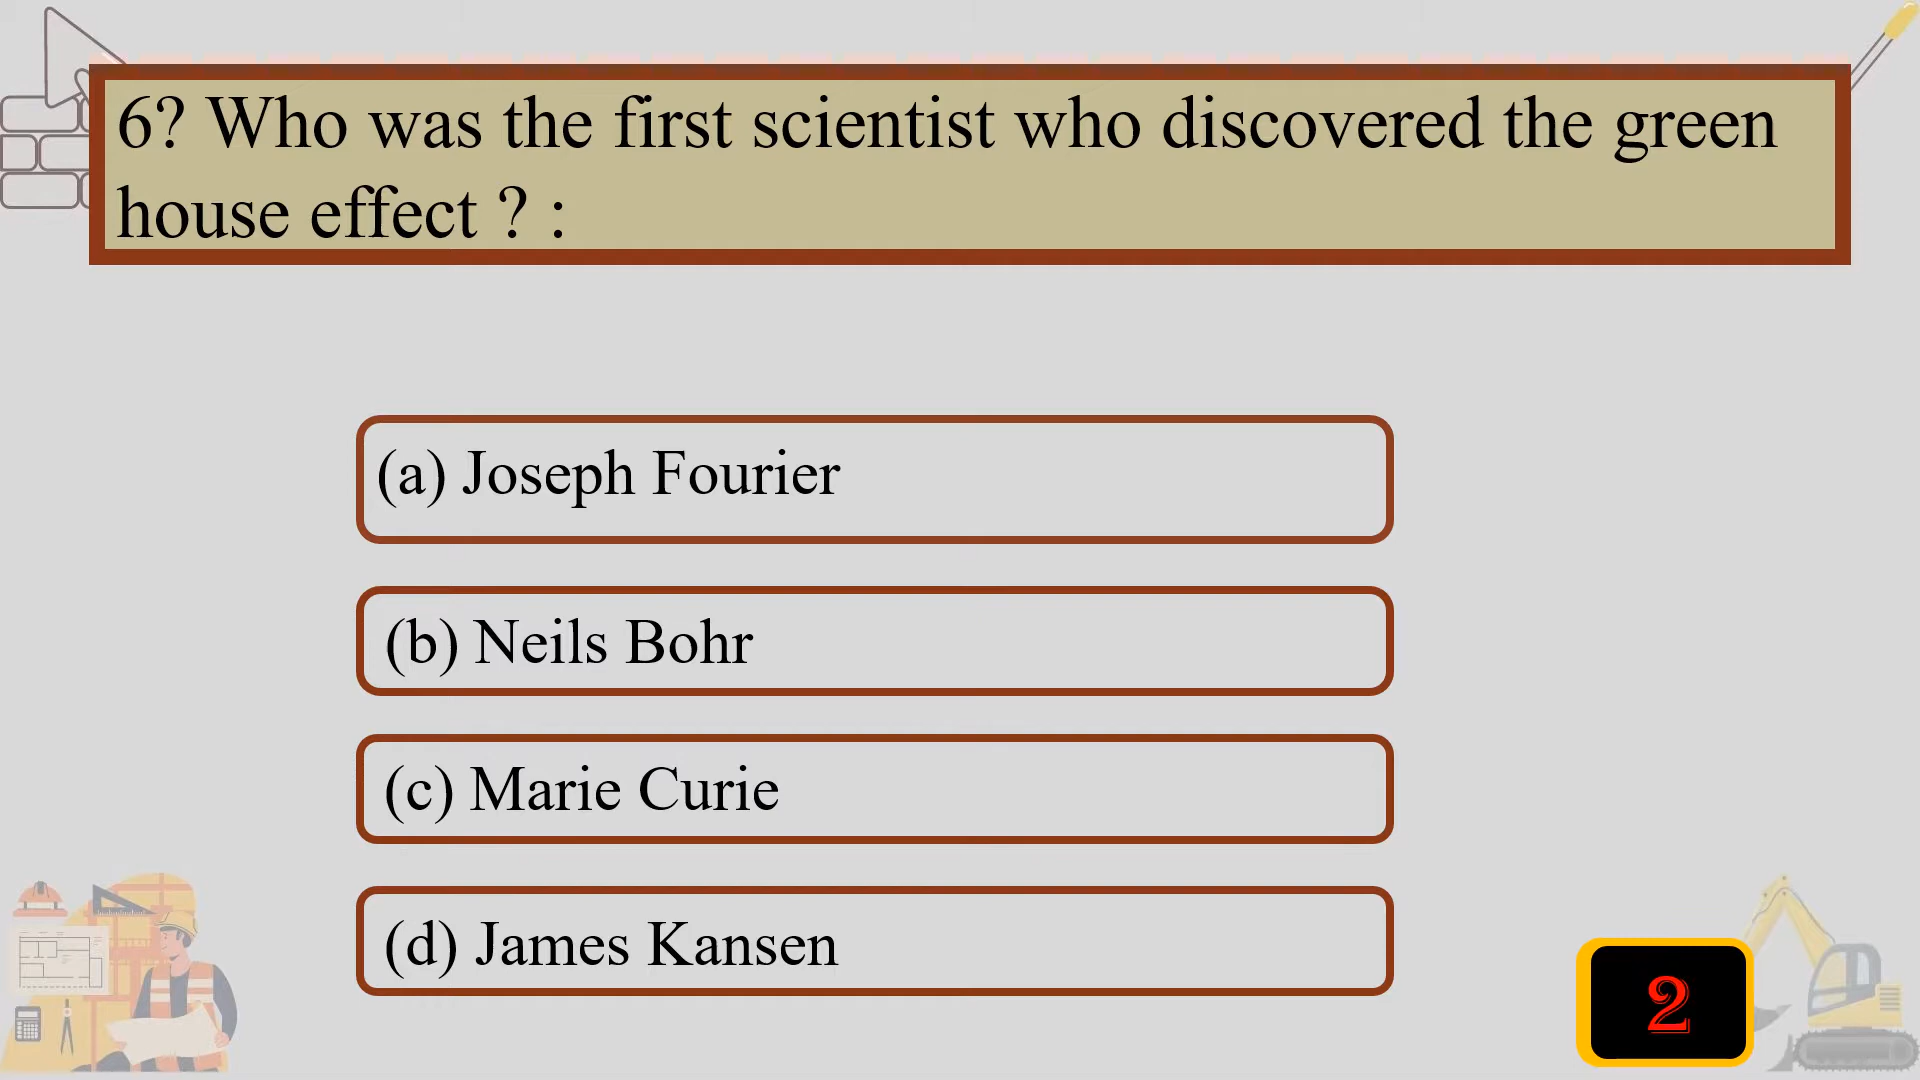 6? Who was the first scientist who discovered the green
house effect ? :
(a) Joseph Fourier
(b) Neils Bohr
(c) Marie Curie
(d) James Kansen
2